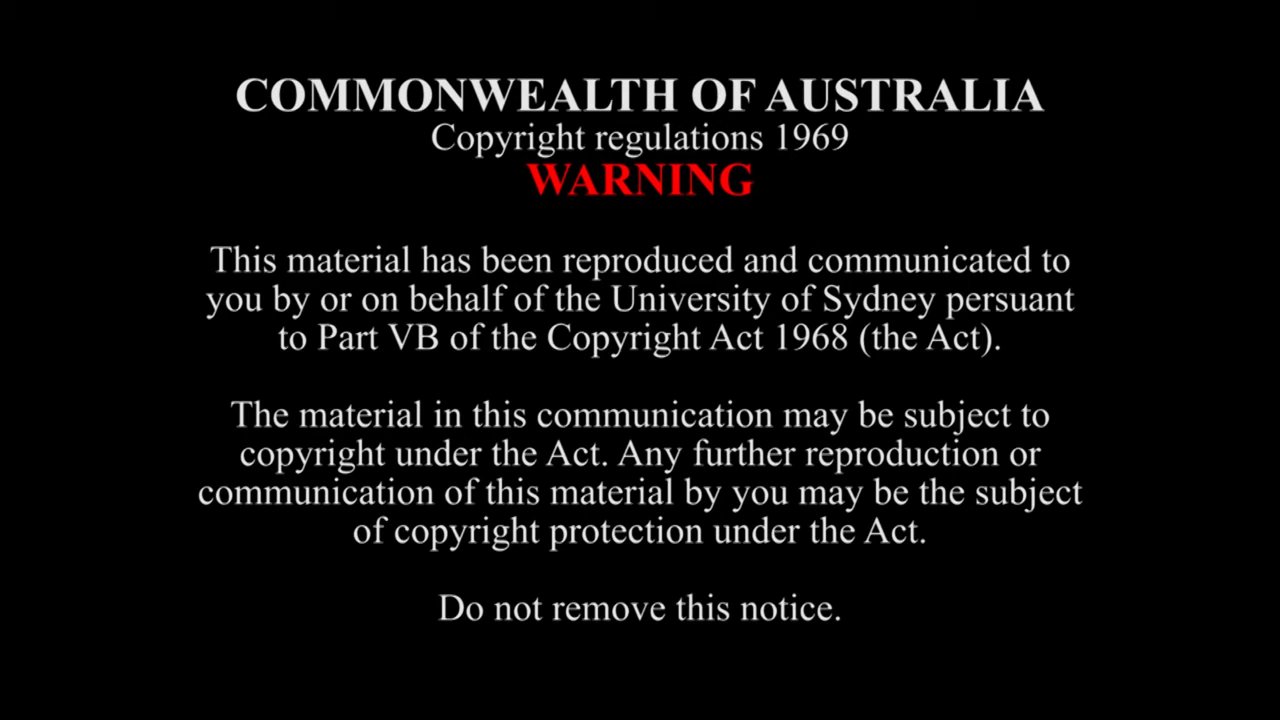 COMMONWEALTH OF AUSTRALIA
Copyright regulations 1969
WARNING
This material has been reproduced and communicated to
you by or on behalf of the University of Sydney persuant
to Part VB of the Copyright Act 1968 (the Act).
The material in this communication may be subject to
copyright under the Act. Any further reproduction or
communication of this material by you may be the subject
of copyright protection under the Act.
Do not remove this notice.